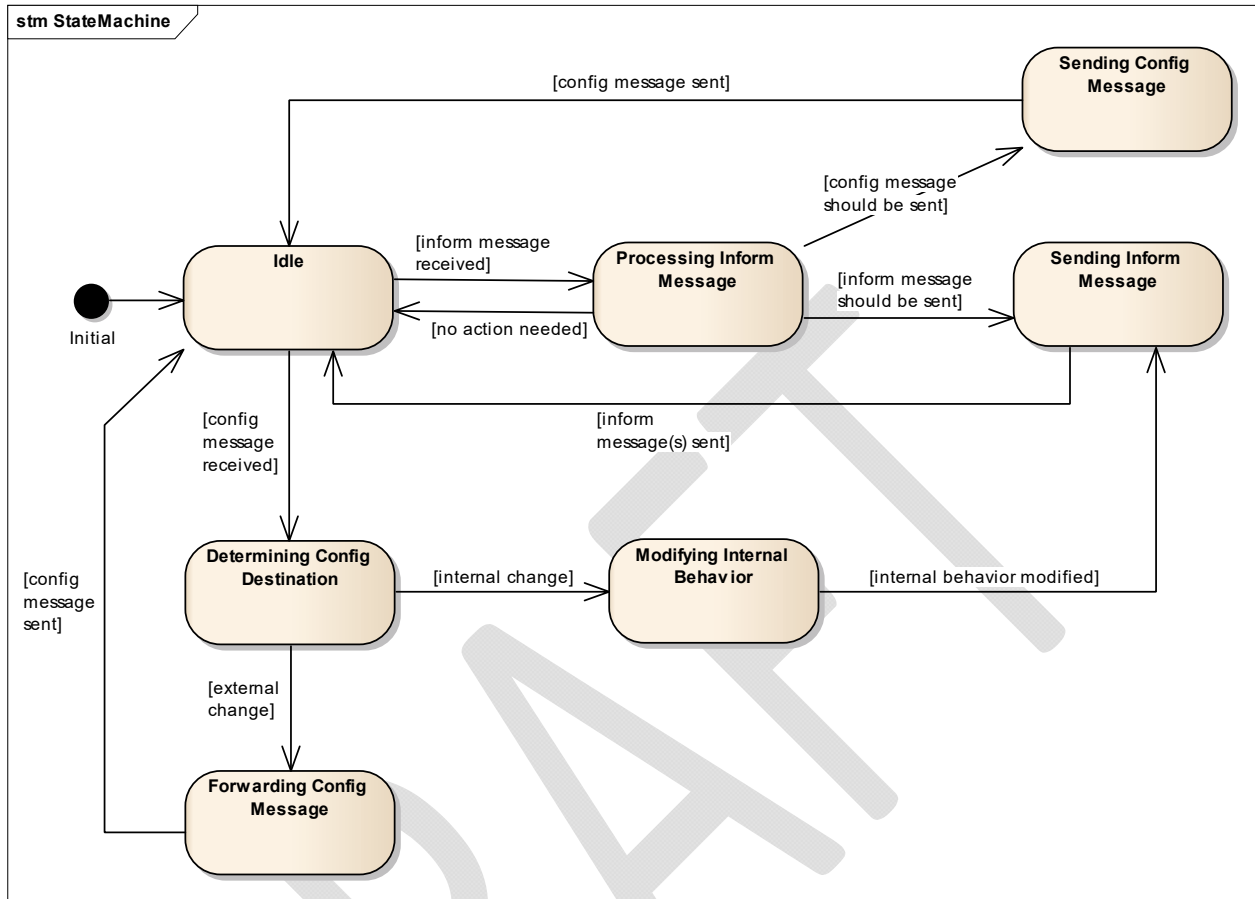 stm StateMachine
Sending Config
Message
[config message sent]
[config message
should be sent]
Idle
[inform message
received]
Processing Inform
Message
[inform message
should be sent]
Sending Inform
Message
Initial
[no action needed]
[config
message
received]
[inform
message(s) sent]
Determining Config
Destination
[internal change]
Modifying Internal
Behavior
[internal behavior modified]
[config
message
sent]
[external
change]
Forwarding Config
Message
DRAFT